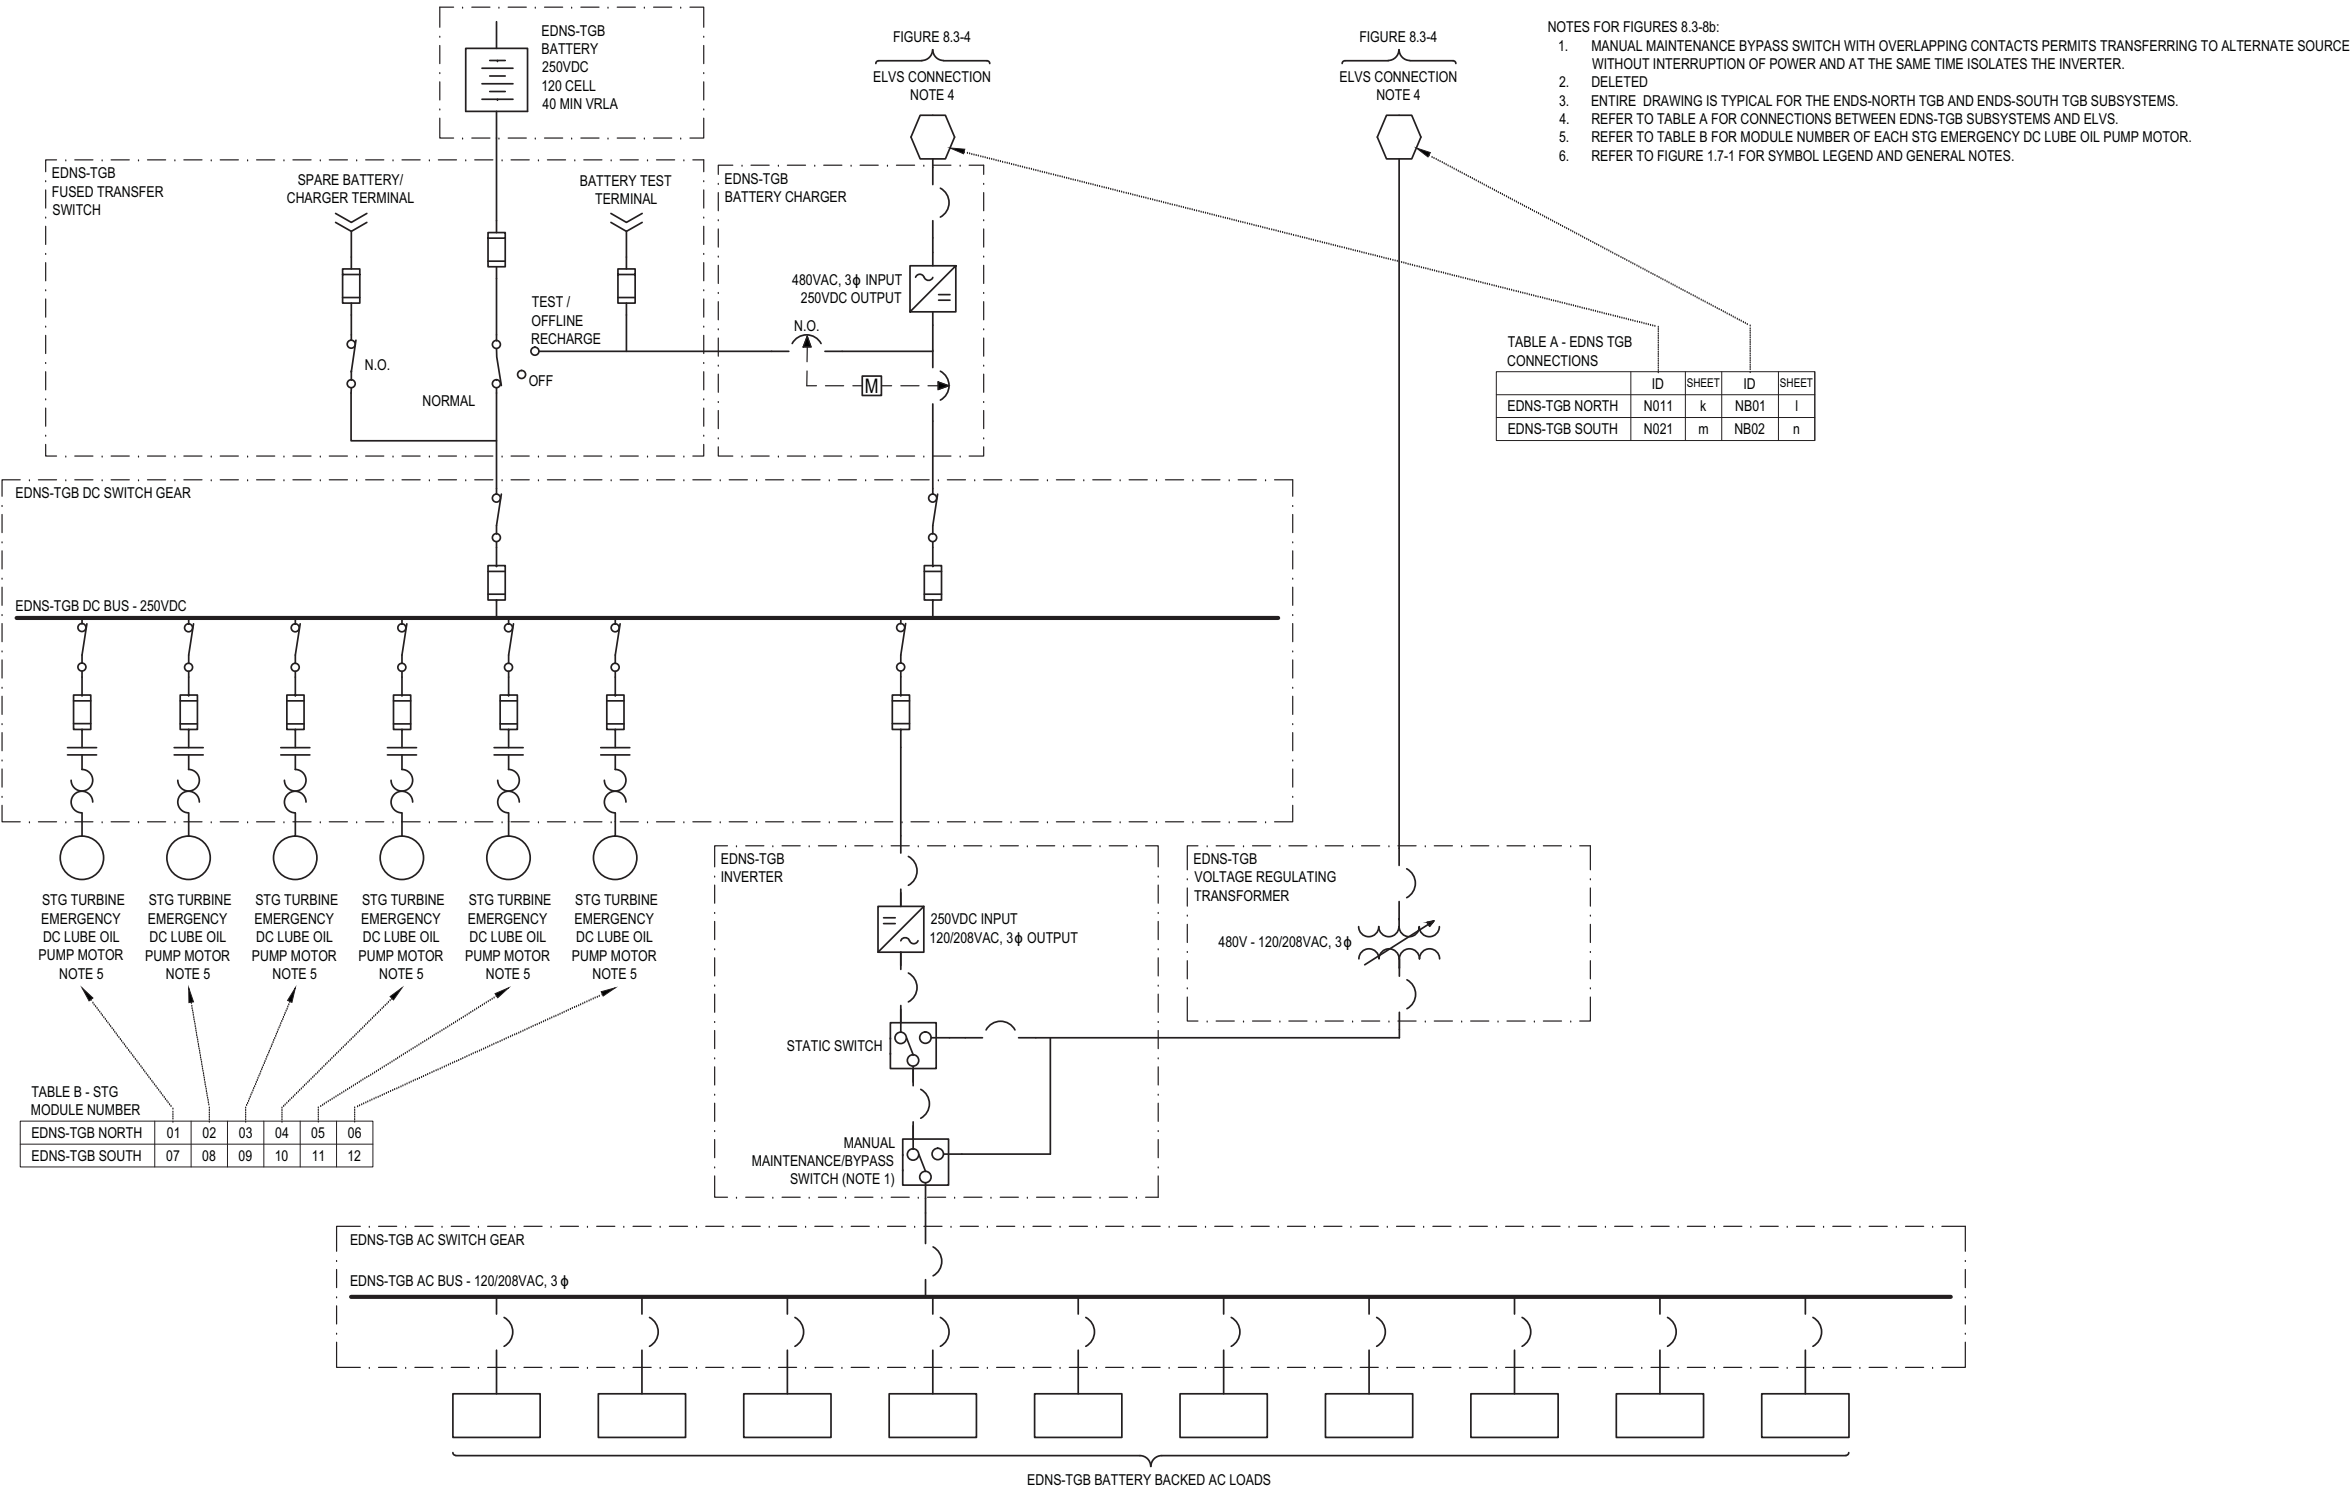 EDNS-TGB
BATTERY
250VDC
120 CELL
40 MIN VRLA
FIGURE 8.3-4
ELVS CONNECTION
NOTE 4
FIGURE 8.3-4
ELVS CONNECTION
NOTE 4
NOTES FOR FIGURES 8.3-8b:
1. MANUAL MAINTENANCE BYPASS SWITCH WITH OVERLAPPING CONTACTS PERMITS TRANSFERRING TO ALTERNATE SOURCE
WITHOUT INTERRUPTION OF POWER AND AT THE SAME TIME ISOLATES THE INVERTER.
2. DELETED
3. ENTIRE DRAWING IS TYPICAL FOR THE ENDS-NORTH TGB AND ENDS-SOUTH TGB SUBSYSTEMS.
4. REFER TO TABLE A FOR CONNECTIONS BETWEEN EDNS-TGB SUBSYSTEMS AND ELVS.
5. REFER TO TABLE B FOR MODULE NUMBER OF EACH STG EMERGENCY DC LUBE OIL PUMP MOTOR.
6. REFER TO FIGURE 1.7-1 FOR SYMBOL LEGEND AND GENERAL NOTES.
EDNS-TGB
FUSED TRANSFER
SWITCH
SPARE BATTERY/
CHARGER TERMINAL
BATTERY TEST
TERMINAL
EDNS-TGB
BATTERY CHARGER
480VAC, 3ϕ INPUT
250VDC OUTPUT
TEST /
OFFLINE
RECHARGE
N.O.
N.O.
OFF
M
NORMAL
TABLE A - EDNS TGB
CONNECTIONS
ID SHEET ID SHEET
EDNS-TGB NORTH N011 k NB01 l
EDNS-TGB SOUTH N021 m NB02 n
EDNS-TGB DC SWITCH GEAR
EDNS-TGB DC BUS - 250VDC
STG TURBINE
EMERGENCY
DC LUBE OIL
PUMP MOTOR
NOTE 5
STG TURBINE
EMERGENCY
DC LUBE OIL
PUMP MOTOR
NOTE 5
STG TURBINE
EMERGENCY
DC LUBE OIL
PUMP MOTOR
NOTE 5
STG TURBINE
EMERGENCY
DC LUBE OIL
PUMP MOTOR
NOTE 5
STG TURBINE
EMERGENCY
DC LUBE OIL
PUMP MOTOR
NOTE 5
STG TURBINE
EMERGENCY
DC LUBE OIL
PUMP MOTOR
NOTE 5
EDNS-TGB
INVERTER
250VDC INPUT
120/208VAC, 3ϕ OUTPUT
EDNS-TGB
VOLTAGE REGULATING
TRANSFORMER
480V - 120/208VAC, 3ϕ
STATIC SWITCH
MANUAL
MAINTENANCE/BYPASS
SWITCH (NOTE 1)
TABLE B - STG
MODULE NUMBER
EDNS-TGB NORTH 01 02 03 04 05 06
EDNS-TGB SOUTH 07 08 09 10 11 12
EDNS-TGB AC SWITCH GEAR
EDNS-TGB AC BUS - 120/208VAC, 3 ϕ
EDNS-TGB BATTERY BACKED AC LOADS